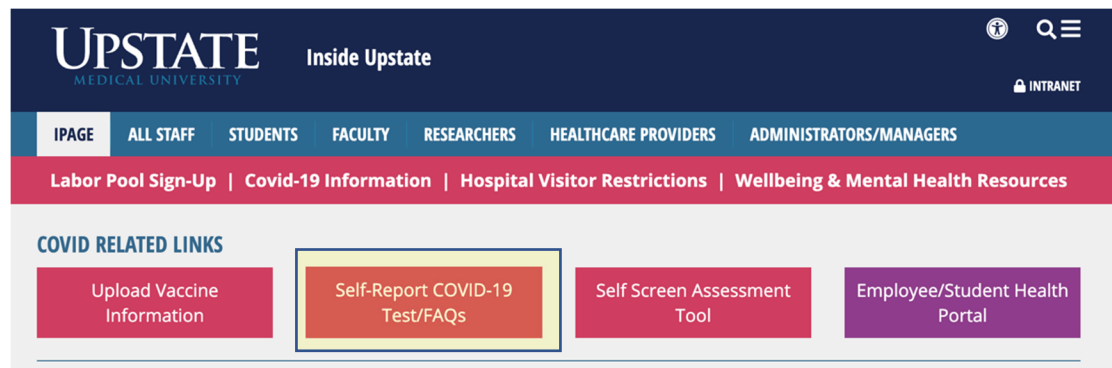 UPSTATE
MEDICAL UNIVERSITY
Inside Upstate
INTRANET
IPAGE ALL STAFF STUDENTS FACULTY RESEARCHERS HEALTHCARE PROVIDERS ADMINISTRATORS/MANAGERS
Labor Pool Sign-Up | Covid-19 Information | Hospital Visitor Restrictions | Wellbeing & Mental Health Resources
COVID RELATED LINKS
Upload Vaccine
Information
Self-Report COVID-19
Test/FAQs
Self Screen Assessment
Tool
Employee/Student Health
Portal